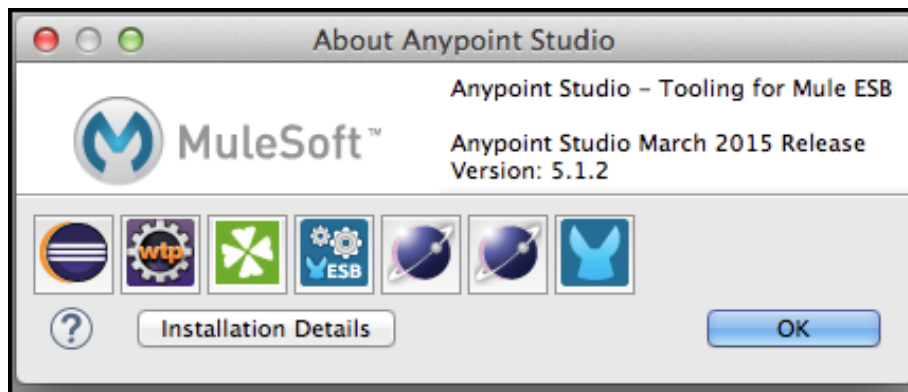 About Anypoint Studio
Anypoint Studio – Tooling for Mule ESB
MuleSoft™
Anypoint Studio March 2015 Release
Version: 5.1.2
wtp
ESB
?
Installation Details
OK